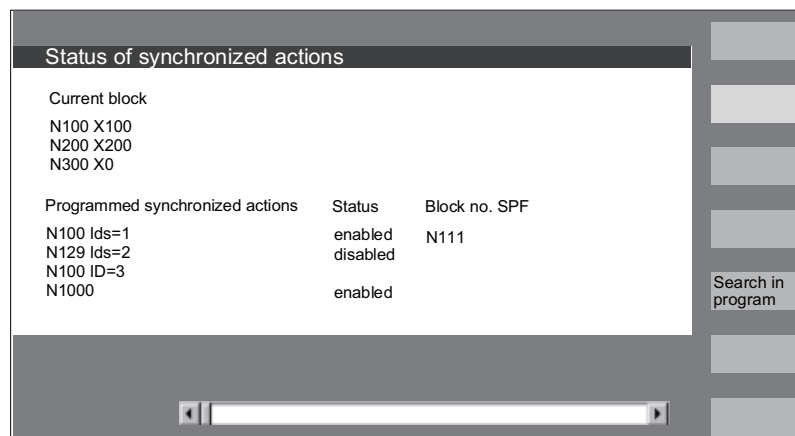 Status of synchronized actions
Current block
N100 X100
N200 X200
N300 X0
Programmed synchronized actions Status Block no. SPF
N100 Ids=1 enabled N111
N129 Ids=2 disabled
N100 ID=3
N1000 enabled
Search in
program